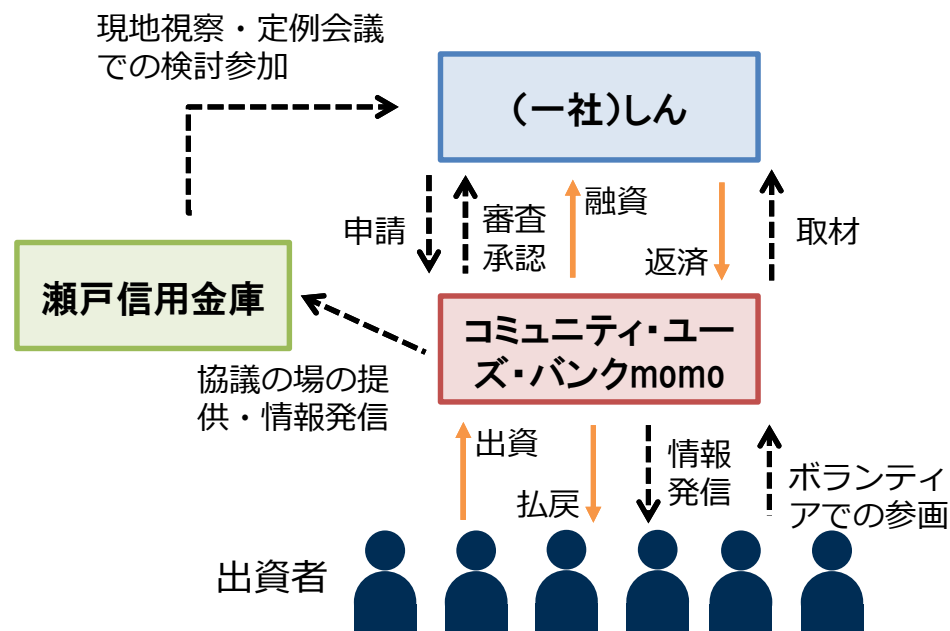 現地視察・定例会議
での検討参加
(一社)しん
申請
審査
承認
融資
返済
取材
瀬戸信用金庫
コミュニティ・ユー
ズ・バンクmomo
協議の場の提
供・情報発信
出資
払戻
情報
発信
ボランティ
アでの参画
出資者